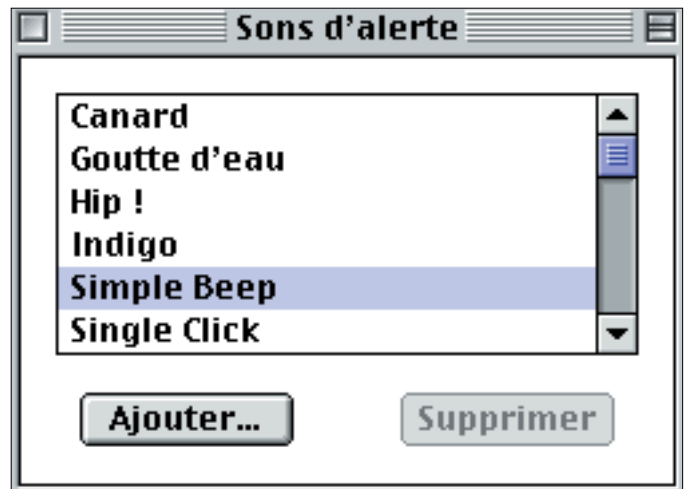 Sons d'alerte
Canard
Goutte d'eau
Hip !
Indigo
Simple Beep
Single Click
Ajouter...
Supprimer